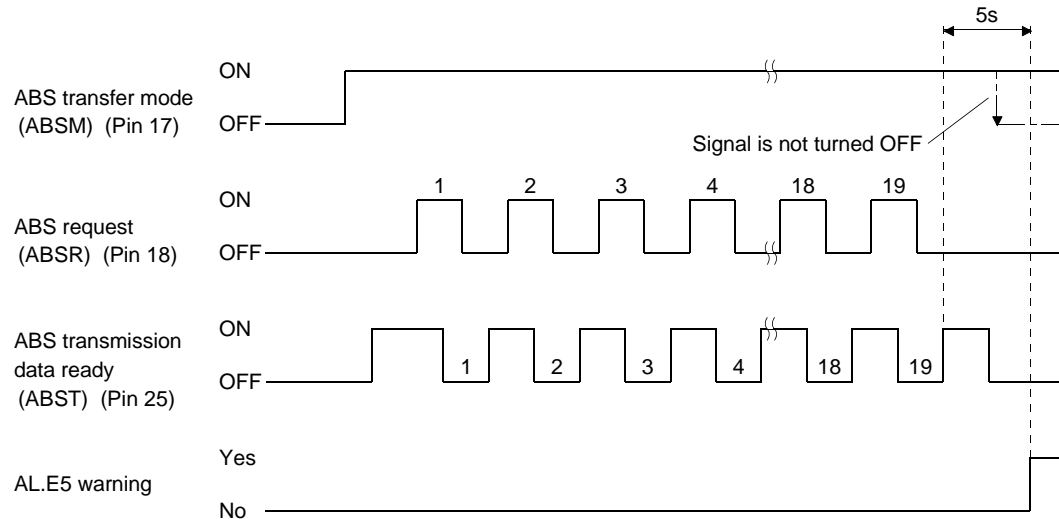 5s
ON
ABS transfer mode
(ABSM) (Pin 17)
OFF
Signal is not turned OFF
1 2 3 4 18 19
ON
ABS request
(ABSR) (Pin 18)
OFF
ON
ABS transmission
data ready
(ABST) (Pin 25)
OFF
1 2 3 4 18 19
Yes
AL.E5 warning
No